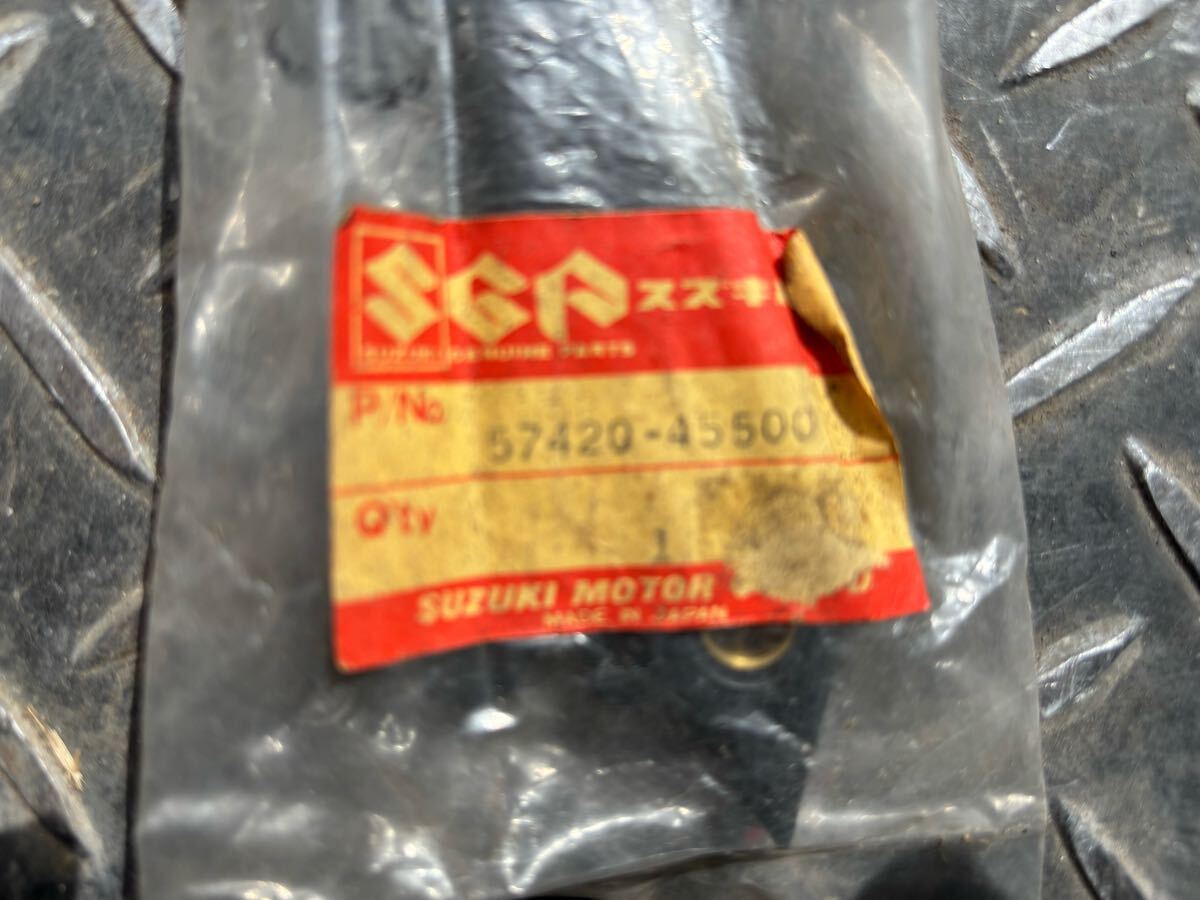 SGP スズキ
SUZUKI GENUINE PARTS
P/No. 57420-45500
Q'ty 1
SUZUKI MOTOR
MADE IN JAPAN